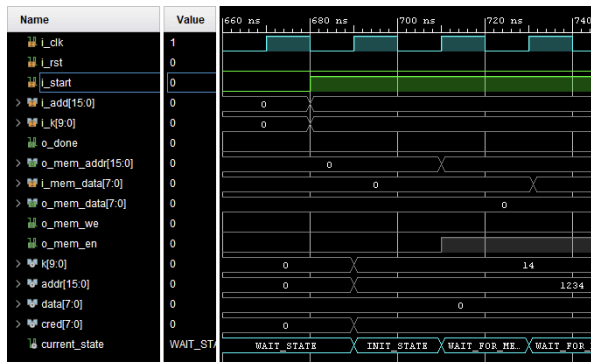 Name Value 660 ns 680 ns 700 ns 720 ns 740
i_clk 1
i_rst 0
i_start 0
i_add[15:0] 0 0
i_k[9:0] 0 0
o_done 0
o_mem_addr[15:0] 0 0
i_mem_data[7:0] 0 0
o_mem_data[7:0] 0 0
o_mem_we 0
o_mem_en 0
k[9:0] 0 0 14
addr[15:0] 0 0 1234
data[7:0] 0 0
cred[7:0] 0 0
current_state WAIT_STA WAIT_STATE INIT_STATE WAIT_FOR_ME… WAIT_FOR_